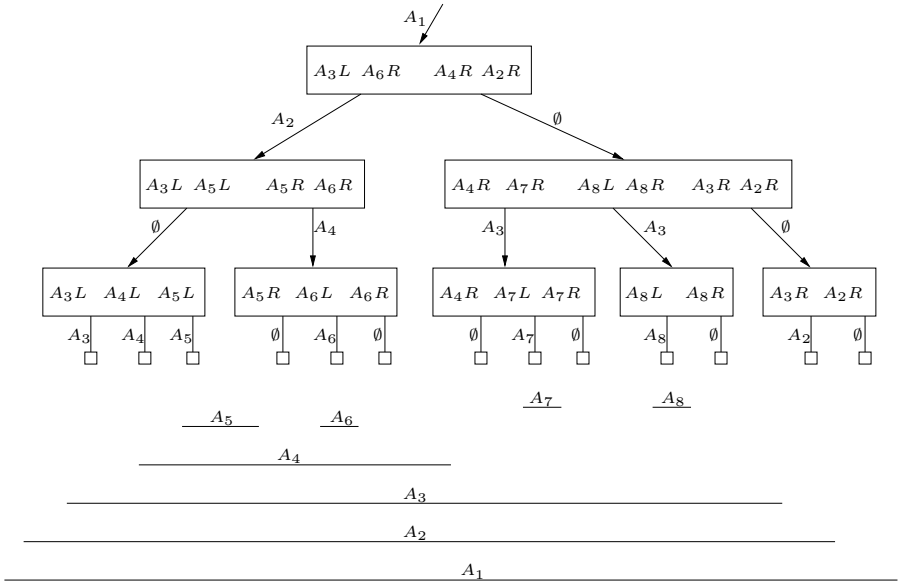 A₁
A₃L A₆R A₄R A₂R
A₂ ∅
A₃L A₅L A₅R A₆R A₄R A₇R A₈L A₈R A₃R A₂R
∅ A₄ A₃ A₃ ∅
A₃L A₄L A₅L A₅R A₆L A₆R A₄R A₇L A₇R A₈L A₈R A₃R A₂R
A₃ A₄ A₅ ∅ A₆ ∅ ∅ A₇ ∅ A₈ ∅ A₂ ∅
A₇ A₈
A₅ A₆
A₄
A₃
A₂
A₁